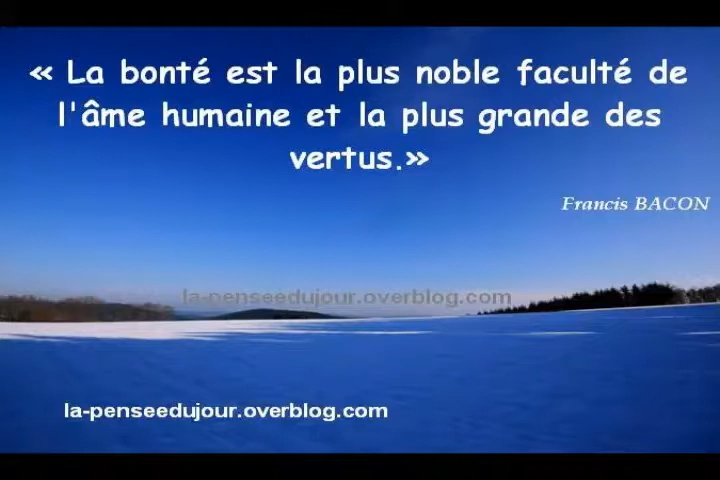 « La bonté est la plus noble faculté de
l'âme humaine et la plus grande des
vertus.»
Francis BACON
la-penseedujour.overblog.com
la-penseedujour.overblog.com